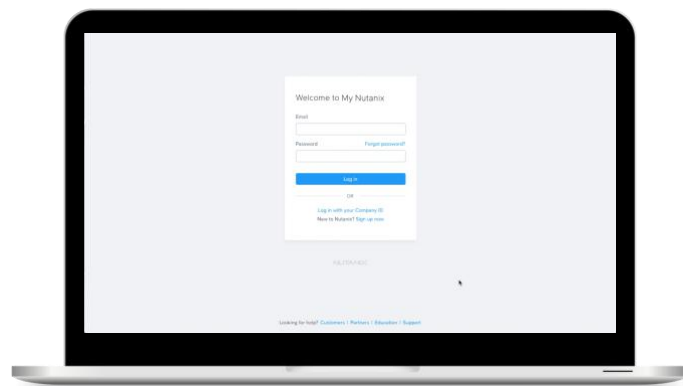 Welcome to My Nutanix
Email
Password Forgot password?
Log in
OR
Log in with your Company ID
New to Nutanix? Sign up now
NUTANIX
Looking for help? Customers | Partners | Education | Support